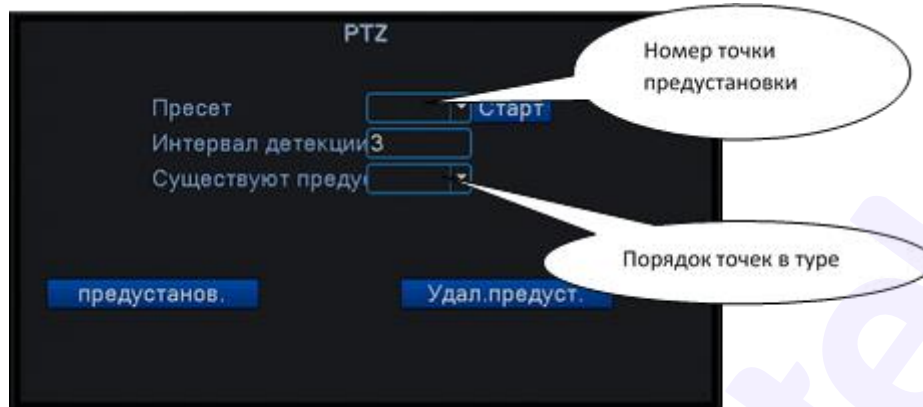 PTZ
Номер точки
предустановки
Пресет Старт
Интервал детекции 3
Существуют преду
Порядок точек в туре
предустанов. Удал.предуст.